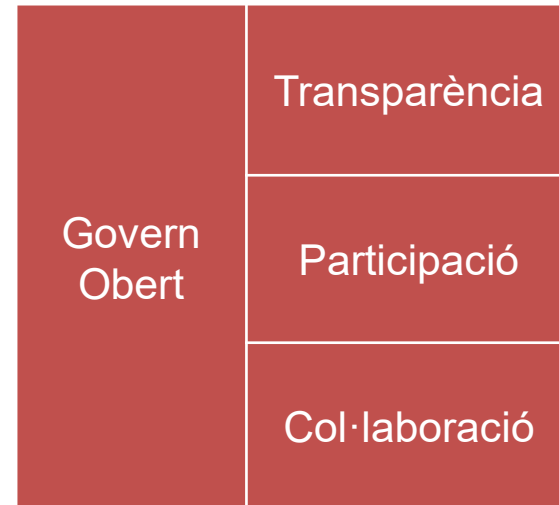 Govern
Obert
Transparència
Participació
Col·laboració